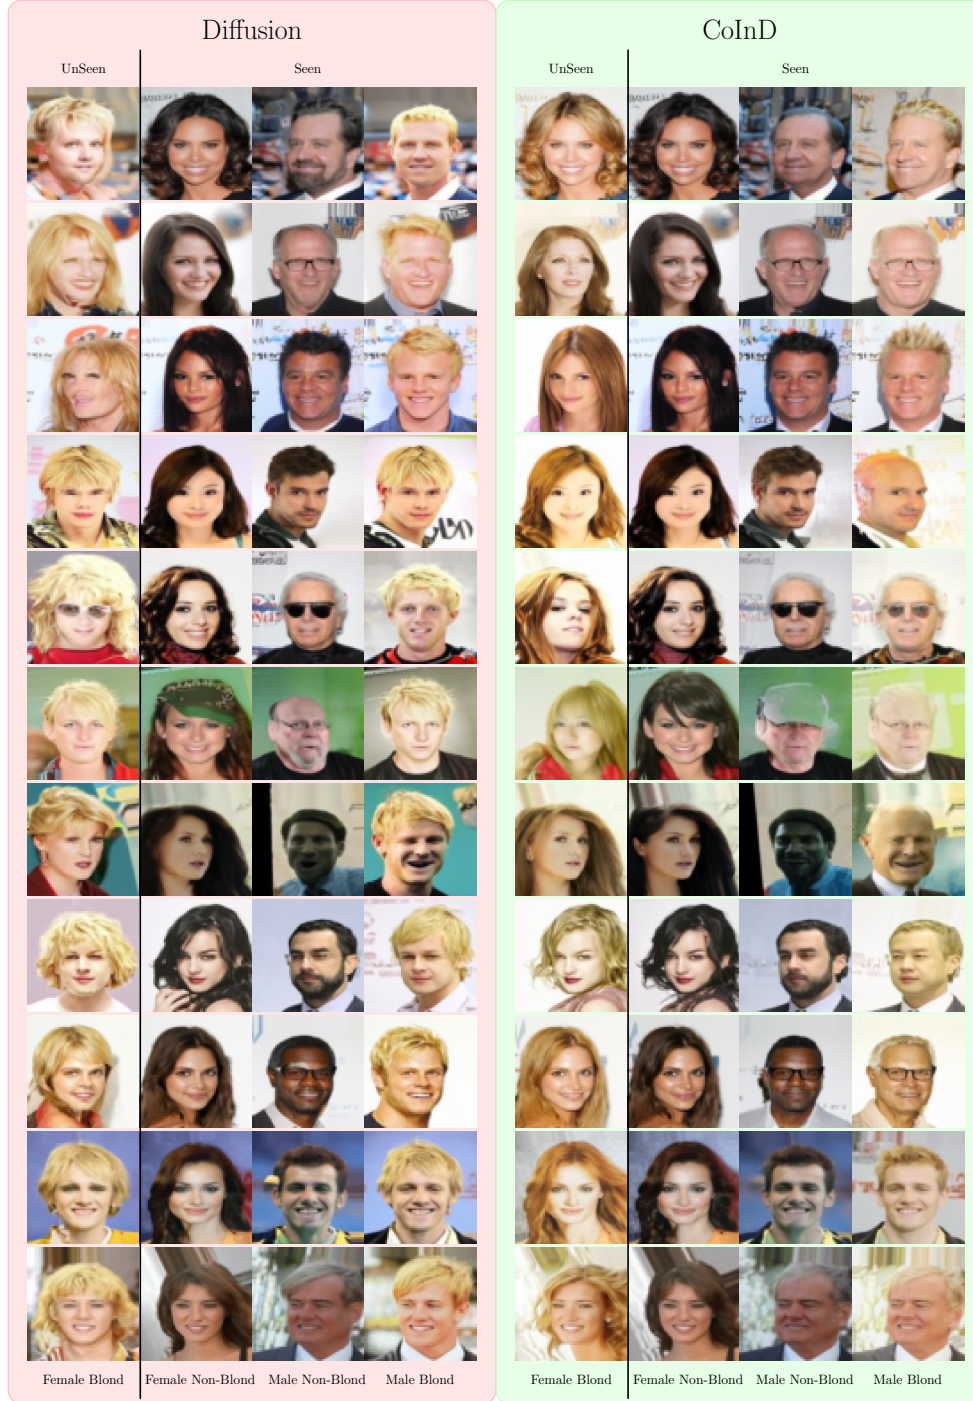 Diffusion
CoInD
UnSeen
Seen
UnSeen
Seen
Female Blond
Female Non-Blond
Male Non-Blond
Male Blond
Female Blond
Female Non-Blond
Male Non-Blond
Male Blond